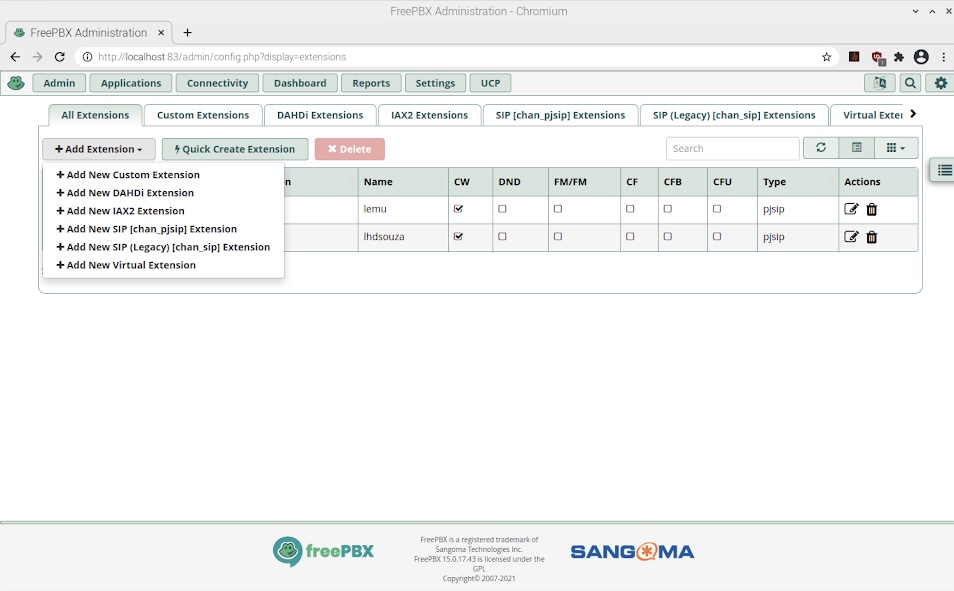 FreePBX Administration - Chromium
FreePBX Administration
http://localhost:83/admin/config.php?display=extensions
Admin Applications Connectivity Dashboard Reports Settings UCP
All Extensions Custom Extensions DAHDi Extensions IAX2 Extensions SIP [chan_pjsip] Extensions SIP (Legacy) [chan_sip] Extensions Virtual Exter
+ Add Extension Quick Create Extension Delete Search
+ Add New Custom Extension
+ Add New DAHDi Extension
+ Add New IAX2 Extension
+ Add New SIP [chan_pjsip] Extension
+ Add New SIP (Legacy) [chan_sip] Extension
+ Add New Virtual Extension
n Name CW DND FM/FM CF CFB CFU Type Actions
lemu pjsip
lhdsouza pjsip
freePBX
FreePBX is a registered trademark of
Sangoma Technologies Inc.
FreePBX 15.0.17.43 is licensed under the
GPL
Copyright© 2007-2021
SANGOMA